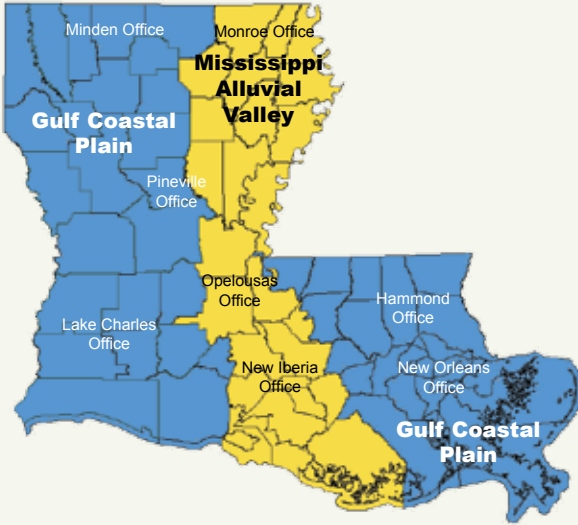 Minden Office
Monroe Office
Mississippi
Alluvial
Valley
Gulf Coastal
Plain
Pineville
Office
Opelousas
Office
Hammond
Office
Lake Charles
Office
New Iberia
Office
New Orleans
Office
Gulf Coastal
Plain